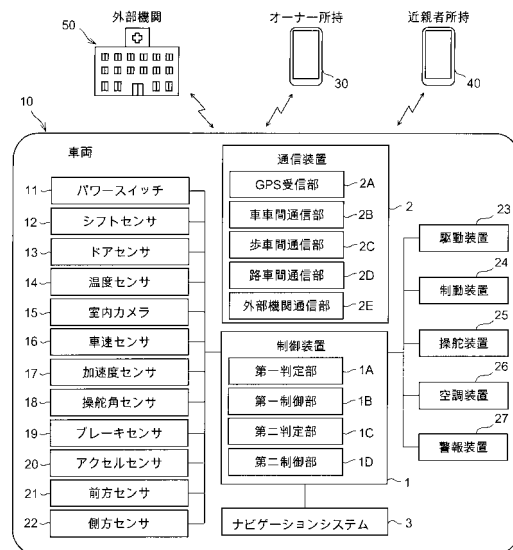 外部機関
オーナー所持
近親者所持
50
30
40
10
車両
11
パワースイッチ
12
シフトセンサ
13
ドアセンサ
14
温度センサ
15
室内カメラ
16
車速センサ
17
加速度センサ
18
操舵角センサ
19
ブレーキセンサ
20
アクセルセンサ
21
前方センサ
22
側方センサ
通信装置
GPS受信部
2A
車車間通信部
2B
歩車間通信部
2C
路車間通信部
2D
外部機関通信部
2E
2
制御装置
第一判定部
1A
第一制御部
1B
第二判定部
1C
第二制御部
1D
1
ナビゲーションシステム
3
23
駆動装置
24
制動装置
25
操舵装置
26
空調装置
27
警報装置